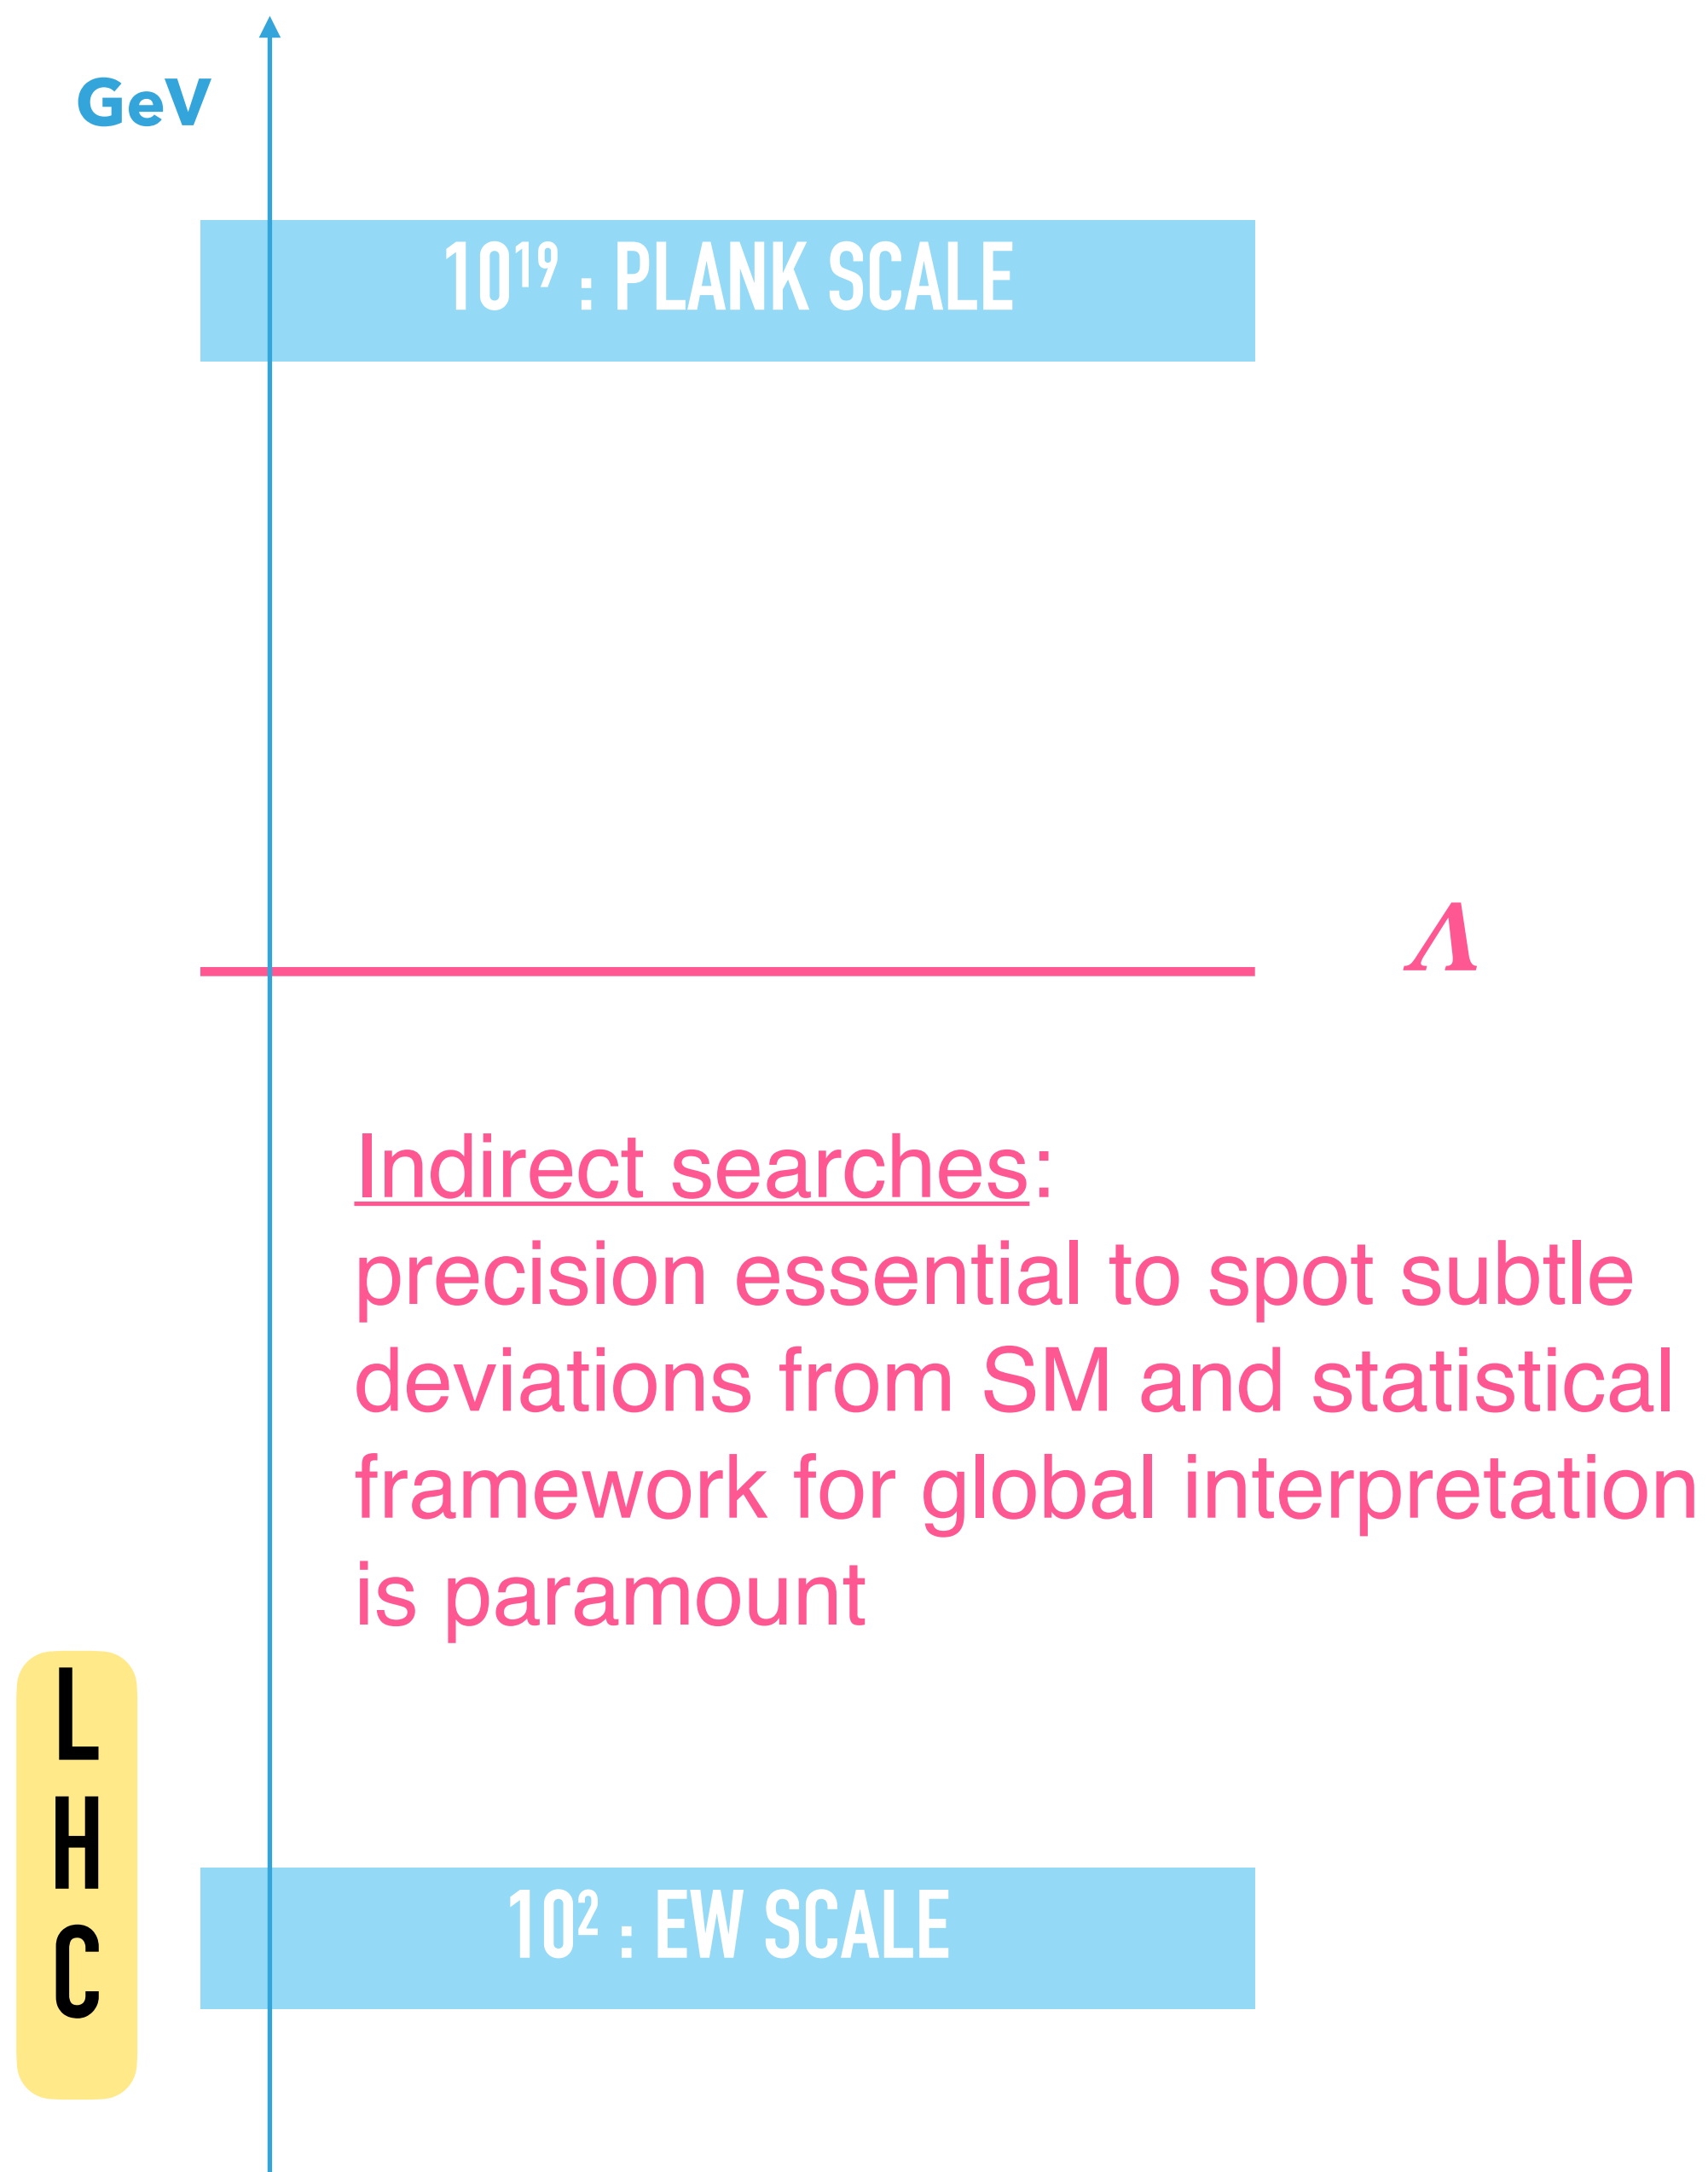 GeV
10¹⁹ : PLANK SCALE
Λ
Indirect searches:
precision essential to spot subtle
deviations from SM and statistical
framework for global interpretation
is paramount
L
H
C
10² : EW SCALE